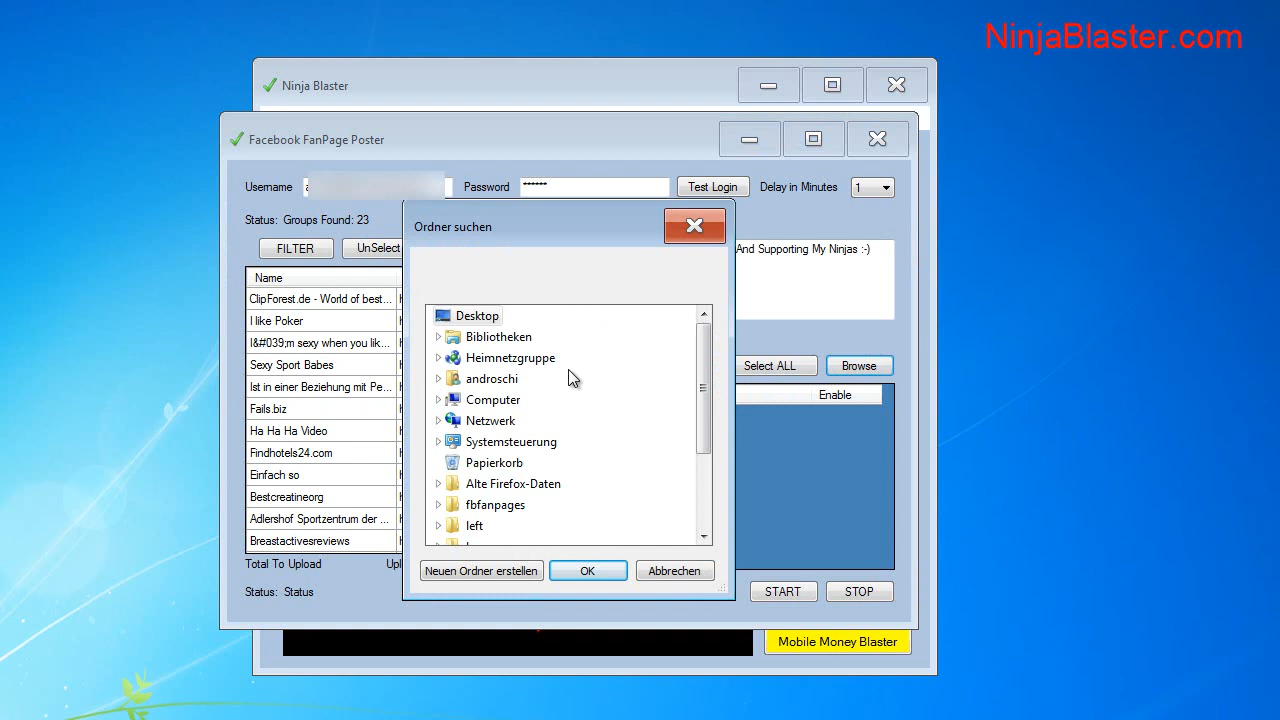 NinjaBlaster.com
Ninja Blaster
Facebook FanPage Poster
Username
Password ****** Test Login Delay in Minutes 1
Status: Groups Found: 23
Ordner suchen
FILTER UnSelect
And Supporting My Ninjas :-)
Name
ClipForest.de - World of best...
I like Poker
I&#039;m sexy when you lik...
Sexy Sport Babes
Ist in einer Beziehung mit Pe...
Fails.biz
Ha Ha Ha Video
Findhotels24.com
Einfach so
Bestcreatineorg
Adlershof Sportzentrum der ...
Breastactivesreviews
Desktop
Bibliotheken
Heimnetzgruppe
androschi
Computer
Netzwerk
Systemsteuerung
Papierkorb
Alte Firefox-Daten
fbfanpages
left
Select ALL Browse
Enable
Neuen Ordner erstellen OK Abbrechen
Total To Upload Upl
Status: Status
START STOP
Mobile Money Blaster